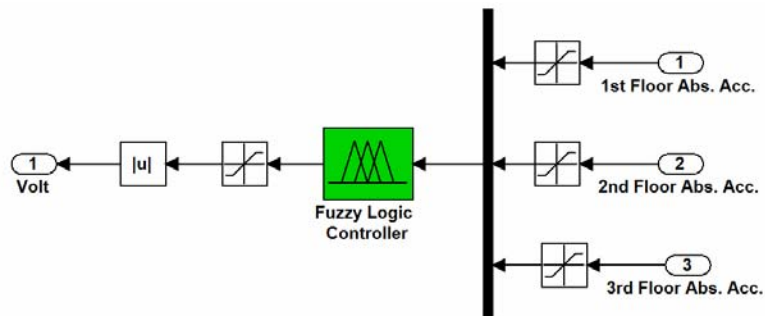 1
1st Floor Abs. Acc.
1
Volt
|u|
Fuzzy Logic
Controller
2
2nd Floor Abs. Acc.
3
3rd Floor Abs. Acc.